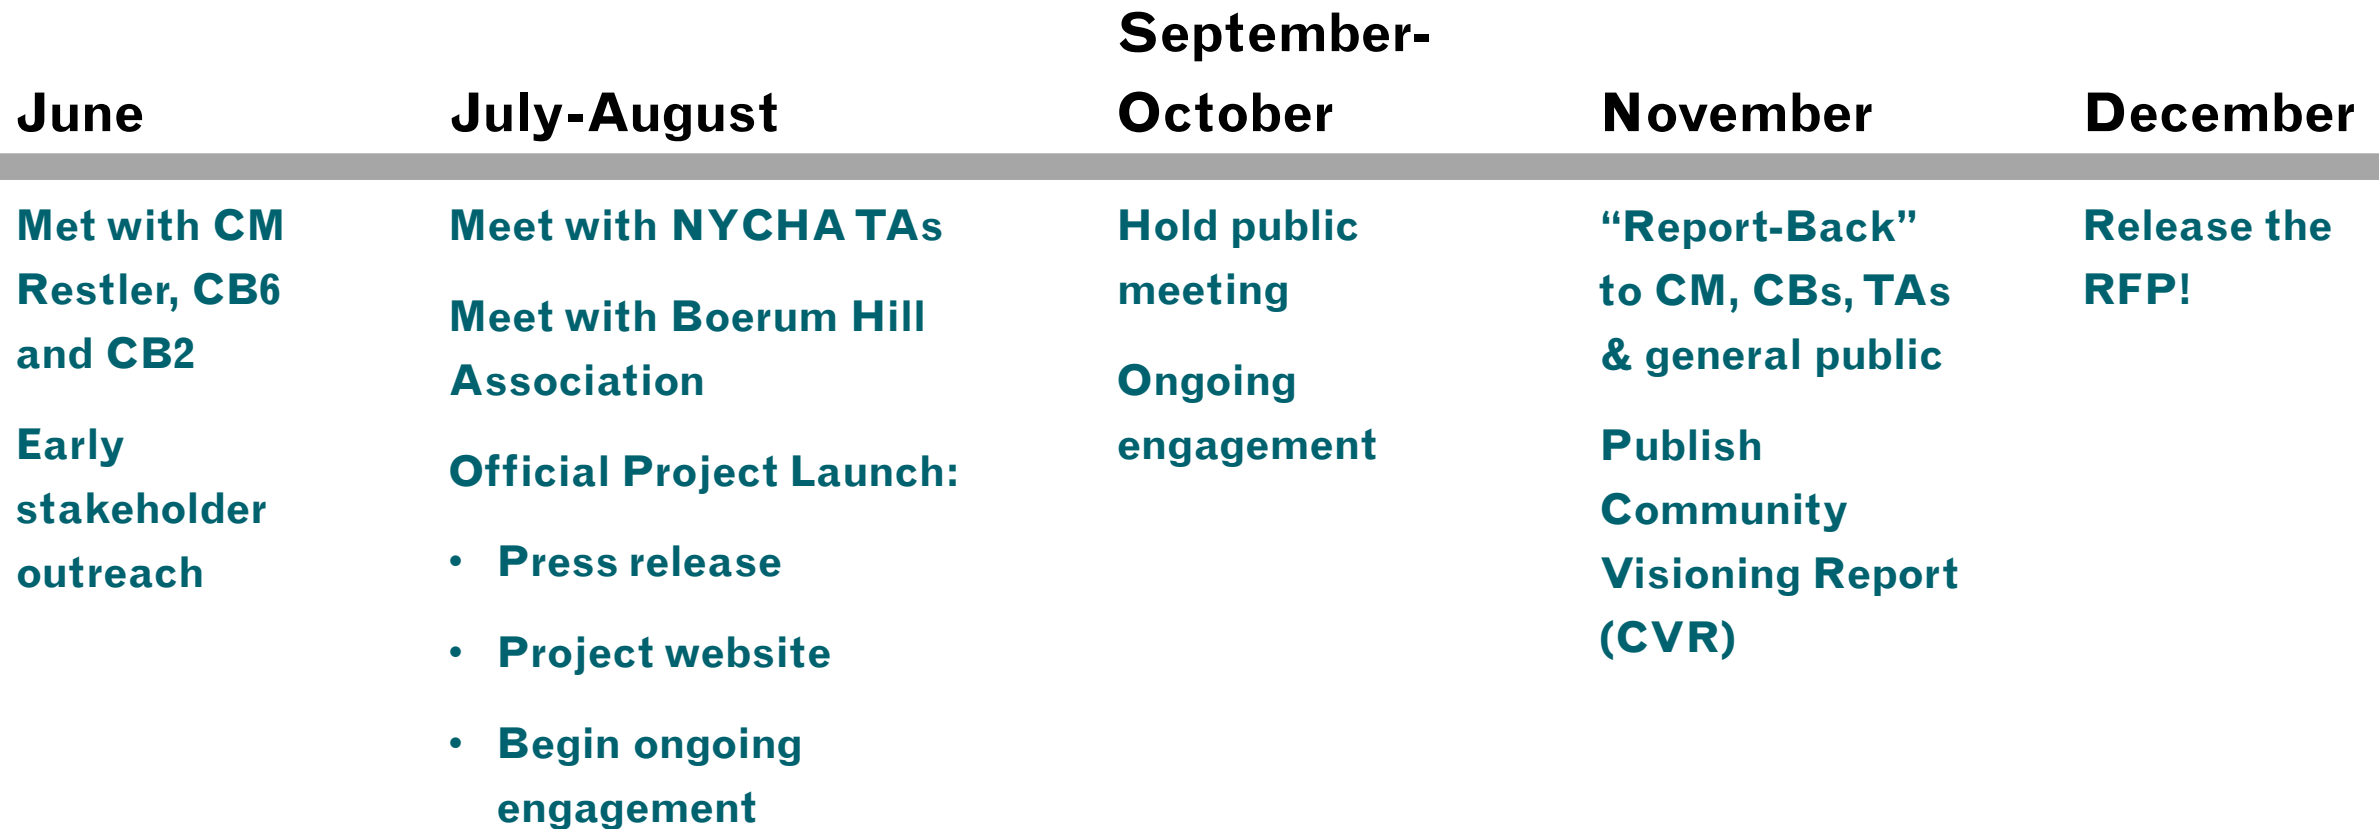 June
Met with CM
Restler, CB6
and CB2
Early
stakeholder
outreach
July-August
Meet with NYCHA TAs
Meet with Boerum Hill
Association
Official Project Launch:
• Press release
• Project website
• Begin ongoing
engagement
September-
October
Hold public
meeting
Ongoing
engagement
November
“Report-Back”
to CM, CBs, TAs
& general public
Publish
Community
Visioning Report
(CVR)
December
Release the
RFP!